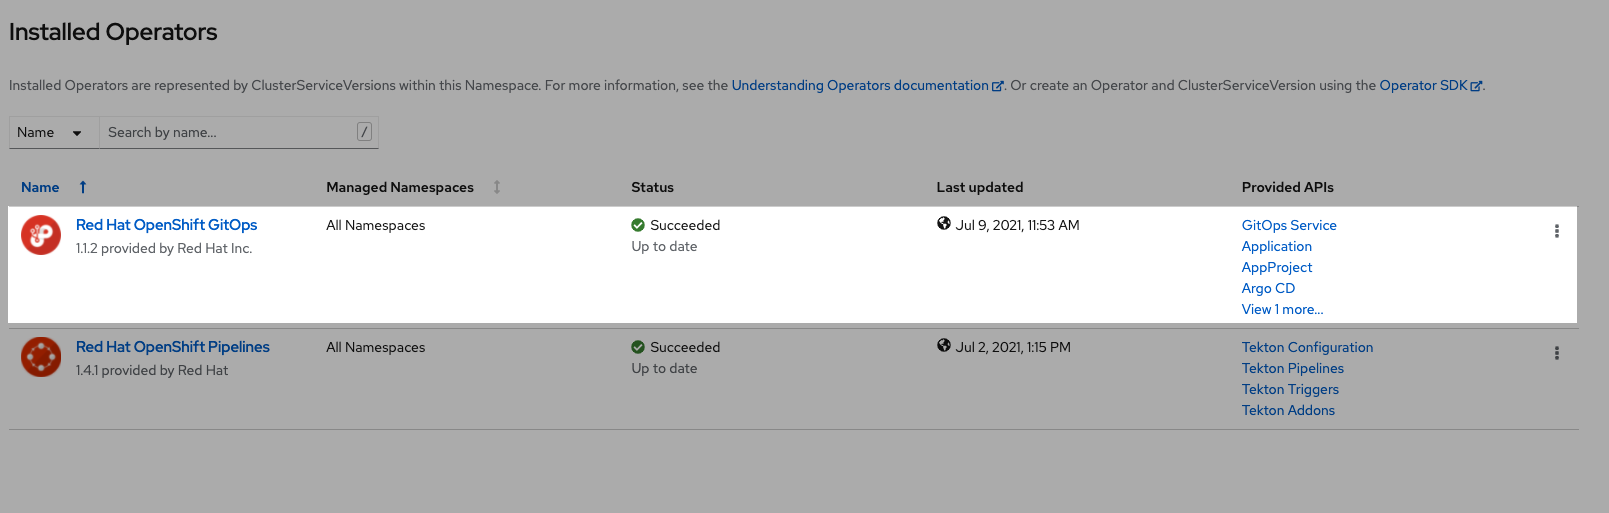 Installed Operators
Installed Operators are represented by ClusterServiceVersions within this Namespace. For more information, see the Understanding Operators documentation. Or create an Operator and ClusterServiceVersion using the Operator SDK.
Name Search by name... /
Name Managed Namespaces Status Last updated Provided APIs
Red Hat OpenShift GitOps All Namespaces Succeeded Jul 9, 2021, 11:53 AM GitOps Service
1.1.2 provided by Red Hat Inc. Up to date Application
AppProject
Argo CD
View 1 more...
Red Hat OpenShift Pipelines All Namespaces Succeeded Jul 2, 2021, 1:15 PM Tekton Configuration
1.4.1 provided by Red Hat Up to date Tekton Pipelines
Tekton Triggers
Tekton Addons